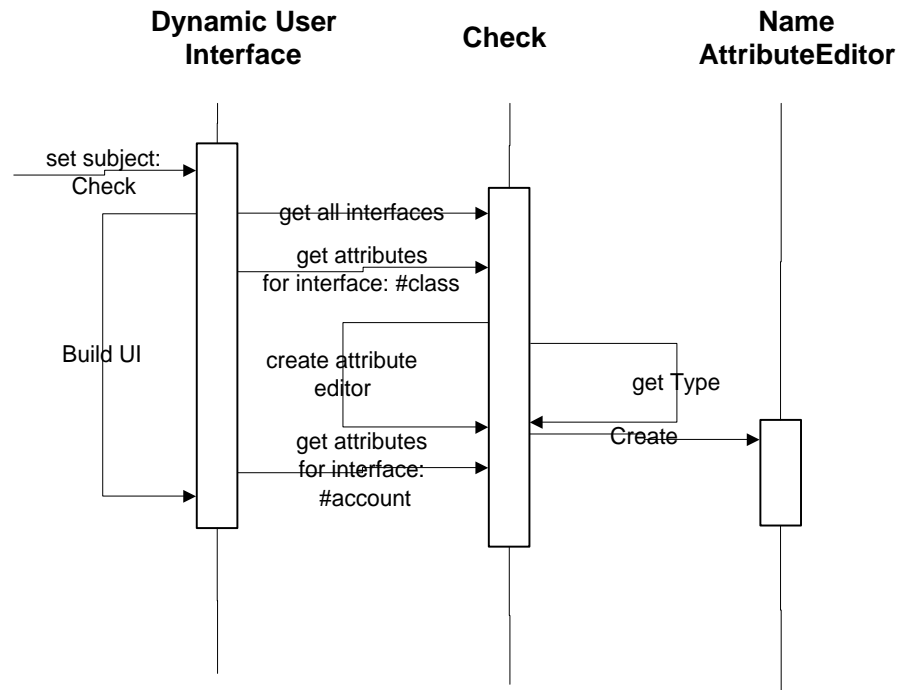 Dynamic User
Interface
Check
Name
AttributeEditor
set subject:
Check
get all interfaces
get attributes
for interface: #class
Build UI
create attribute
editor
get Type
Create
get attributes
for interface:
#account